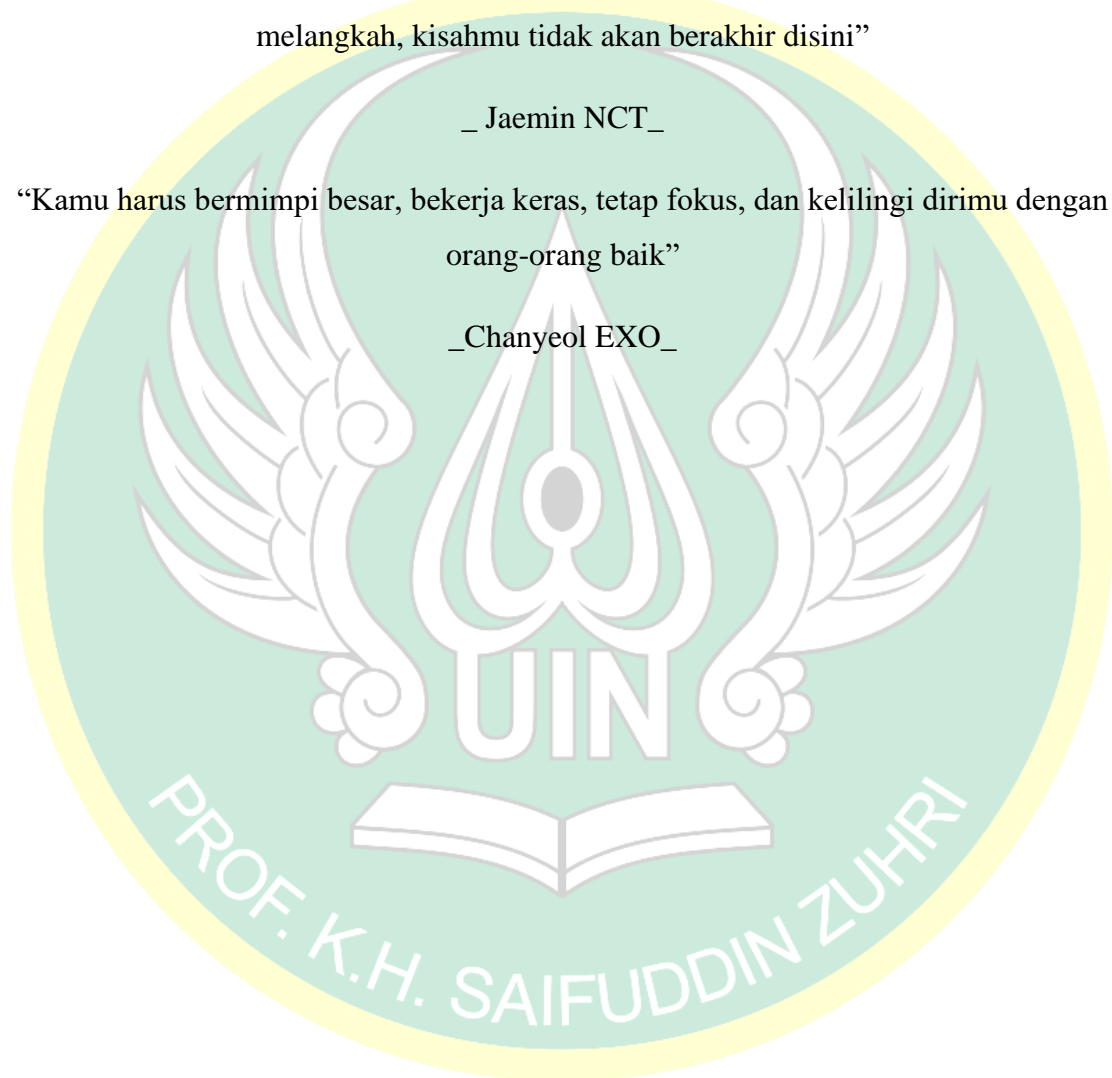 melangkah, kisahmu tidak akan berakhir disini”
_ Jaemin NCT_
“Kamu harus bermimpi besar, bekerja keras, tetap fokus, dan kelilingi dirimu dengan
orang-orang baik”
_Chanyeol EXO_
UIN
PROF. K.H. SAIFUDDIN ZUHRI